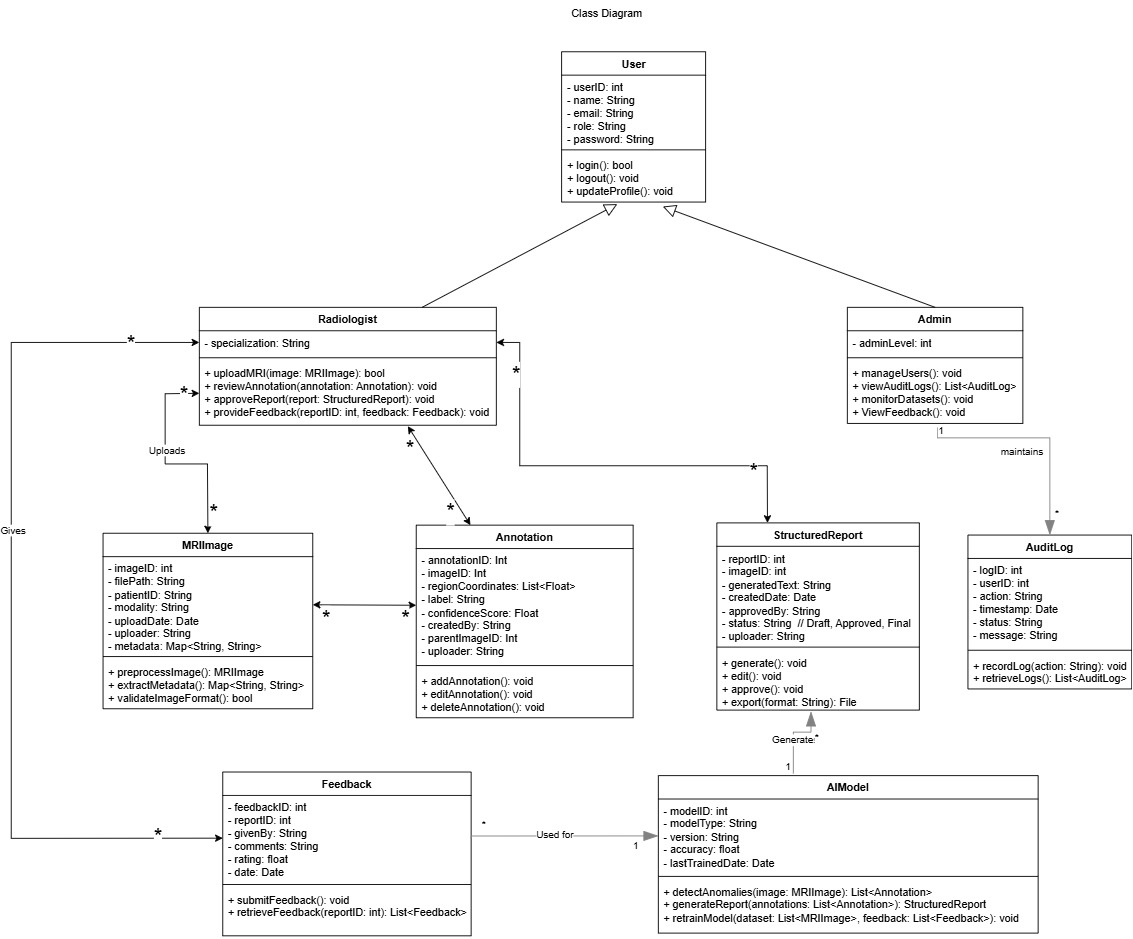 Class Diagram
User
- userID: int
- name: String
- email: String
- role: String
- password: String
+ login(): bool
+ logout(): void
+ updateProfile(): void
Radiologist
- specialization: String
+ uploadMRI(image: MRIImage): bool
+ reviewAnnotation(annotation: Annotation): void
+ approveReport(report: StructuredReport): void
+ provideFeedback(reportID: int, feedback: Feedback): void
Admin
- adminLevel: int
+ manageUsers(): void
+ viewAuditLogs(): List<AuditLog>
+ monitorDatasets(): void
+ ViewFeedback(): void
*
*
*
*
1
maintains
*
Uploads
*
*
*
*
Gives
MRIImage
- imageID: int
- filePath: String
- patientID: String
- modality: String
- uploadDate: Date
- uploader: String
- metadata: Map<String, String>
+ preprocessImage(): MRIImage
+ extractMetadata(): Map<String, String>
+ validateImageFormat(): bool
*
*
Annotation
- annotationID: Int
- imageID: Int
- regionCoordinates: List<Float>
- label: String
- confidenceScore: Float
- createdBy: String
- parentImageID: Int
- uploader: String
+ addAnnotation(): void
+ editAnnotation(): void
+ deleteAnnotation(): void
StructuredReport
- reportID: int
- imageID: int
- generatedText: String
- createdDate: Date
- approvedBy: String
- status: String // Draft, Approved, Final
- uploader: String
+ generate(): void
+ edit(): void
+ approve(): void
+ export(format: String): File
AuditLog
- logID: int
- userID: int
- action: String
- timestamp: Date
- status: String
- message: String
+ recordLog(action: String): void
+ retrieveLogs(): List<AuditLog>
Generate
*
1
*
Feedback
- feedbackID: int
- reportID: int
- givenBy: String
- comments: String
- rating: float
- date: Date
+ submitFeedback(): void
+ retrieveFeedback(reportID: int): List<Feedback>
*
Used for
1
AIModel
- modelID: int
- modelType: String
- version: String
- accuracy: float
- lastTrainedDate: Date
+ detectAnomalies(image: MRIImage): List<Annotation>
+ generateReport(annotations: List<Annotation>): StructuredReport
+ retrainModel(dataset: List<MRIImage>, feedback: List<Feedback>): void